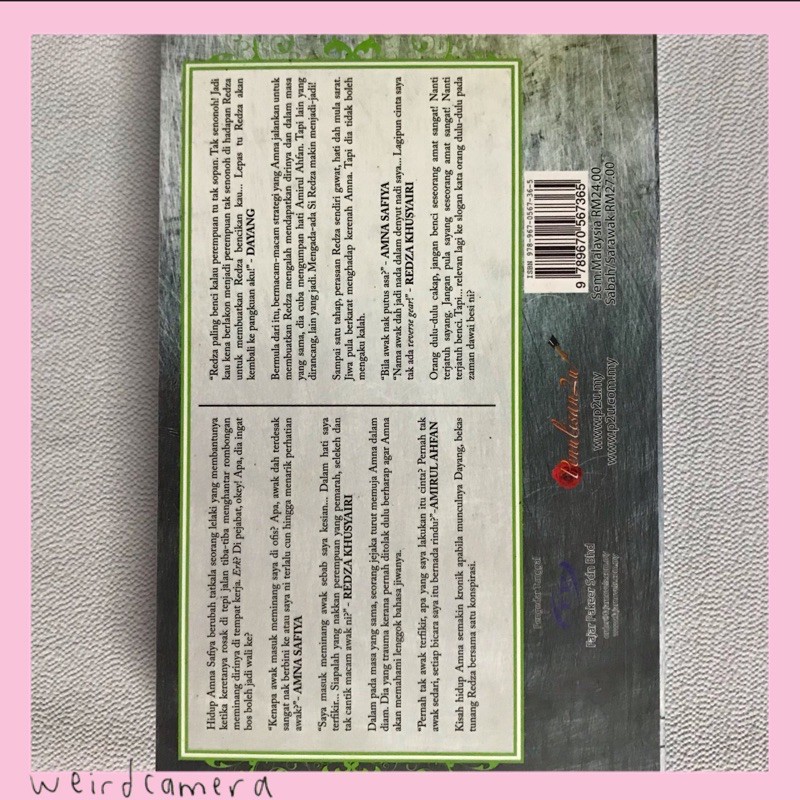 Hidup Amna Safiya berubah tatkala seorang lelaki yang membantunya
ketika keretanya rosak di tepi jalan tiba-tiba menghantar rombongan
meminang dirinya di tempat kerja. Erk? Di pejabat, okey! Apa, dia ingat
bos boleh jadi wali ke?
"Kenapa awak masuk meminang saya di ofis? Apa, awak dah terdesak
sangat nak berbini ke atau saya ni terlalu cun hingga menarik perhatian
awak?"- AMNA SAFIYA
"Saya masuk meminang awak sebab saya kesian... Dalam hati saya
terfikir... Siapalah yang nakkan perempuan yang pemarah, selekeh dan
tak cantik macam awak ni?"- REDZA KHUSYAIRI
Dalam pada masa yang sama, seorang jejaka turut memuja Amna dalam
diam. Dia yang trauma kerana pernah ditolak dulu berharap agar Amna
akan memahami lenggok bahasa jiwanya.
"Pernah tak awak terfikir, apa yang saya lakukan itu cinta? Pernah tak
awak sedari, setiap bicara saya itu bernada rindu?"-AMIRUL AHFAN
Kisah hidup Amna semakin kronik apabila munculnya Dayang, bekas
tunang Redza bersama satu konspirasi.
"Redza paling benci kalau perempuan tu tak sopan. Tak senonoh! Jadi
kau kena berlakon menjadi perempuan tak senonoh di hadapan Redza
untuk membuatkan Redza bencikan kau... Lepas tu Redza akan
kembali ke pangkuan aku!"- DAYANG
Bermula dari itu, bermacam-macam strategi yang Amna jalankan untuk
membuatkan Redza mengalah mendapatkan dirinya dan dalam masa
yang sama, dia cuba mengumpan hati Amirul Ahfan. Tapi lain yang
dirancang, lain yang jadi. Mengada-ada Si Redza makin menjadi-jadi!
Sampai satu tahap, perasaan Redza sendiri gawat, hati dah mula sarat.
Jiwa pula berkarat menghadap kerenah Amna. Tapi dia tidak boleh
mengaku kalah.
"Bila awak nak putus asa?"- AMNA SAFIYA
"Nama awak dah jadi nada dalam denyut nadi saya... Lagipun cinta saya
tak ada reverse gear!"- REDZA KHUSYAIRI
Orang dulu-dulu cakap, jangan benci seseorang amat sangat! Nanti
terjatuh sayang. Jangan pula sayang seseorang amat sangat! Nanti
terjatuh benci. Tapi... relevan lagi ke slogan kata orang dulu-dulu pada
zaman dawai besi ni?
Pengedar Tunggal
Fajar Pakeer Sdn Bhd
Penulisan2u
www.p2u.my
www.p2u.com.my
ISBN 978-967-0567-36-5
9 789670 567365
Sem Malaysia RM24.00
Sabah/Sarawak RM27.00
weirdcamera